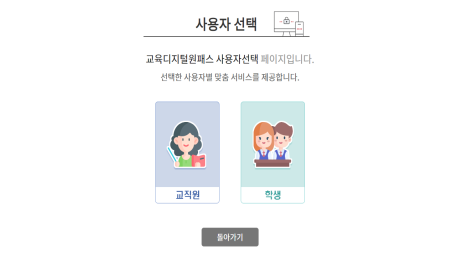 사용자 선택
교육디지털원패스 사용자선택 페이지입니다.
선택한 사용자별 맞춤 서비스를 제공합니다.
교직원
학생
돌아가기